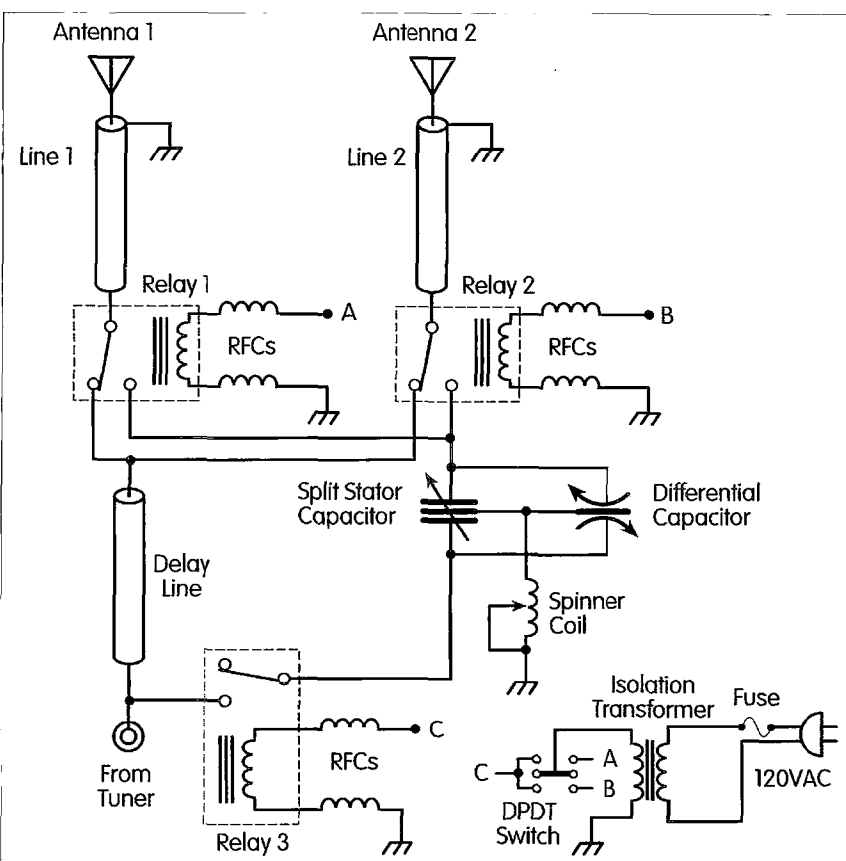 Antenna 1
Antenna 2
Line 1
Line 2
Relay 1
Relay 2
A
B
RFCs
RFCs
Split Stator
Capacitor
Differential
Capacitor
Delay
Line
Spinner
Coil
Isolation
Transformer
Fuse
C
RFCs
From
Tuner
C
A
B
120VAC
DPDT
Switch
Relay 3